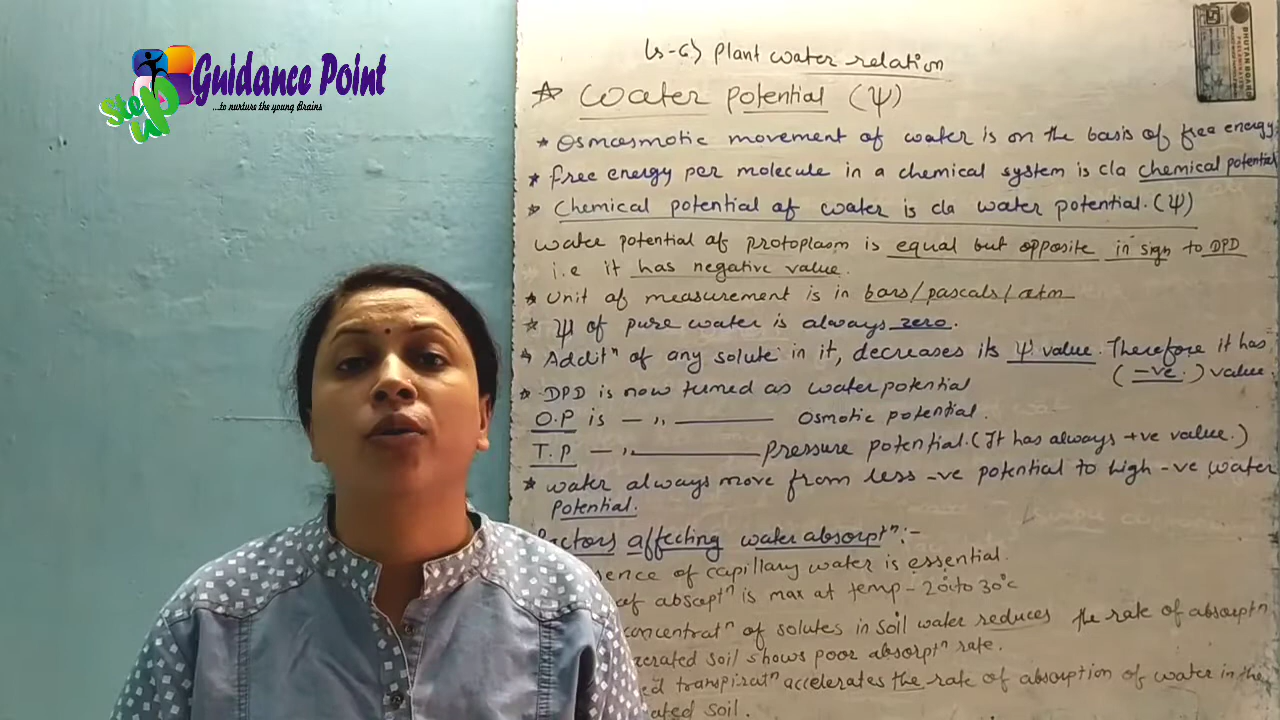 Guidance Point
...to nurture the young Brains
Step up
(s-6) Plant water relation
Water potential (Ψ)
Osmosmotic movement of water is on the basis of free energy.
free energy per molecule in a chemical system is c/a chemical potential
Chemical potential of water is c/a water potential. (Ψ)
water potential of protoplasm is equal but opposite in sign to DPD
i.e it has negative value.
Unit of measurement is in bars/pascals/atm
Ψ of pure water is always zero.
Additⁿ of any solute in it, decreases its Ψ value. Therefore it has
(-ve) value.
DPD is now turned as water potential
O.P is — ,, ——— Osmotic potential.
T.P — ,, ——— Pressure potential. (It has always +ve value.)
water always move from less -ve potential to high -ve water
potential.
Factors affecting water absorptⁿ:-
sence of capillary water is essential.
of absoptⁿ is max at temp - 20° to 30°c
concentratⁿ of solutes in soil water reduces the rate of absorptⁿ
aerated soil shows poor absorptⁿ rate.
ed transpiratⁿ accelerates the rate of absorption of water in the
ated soil.